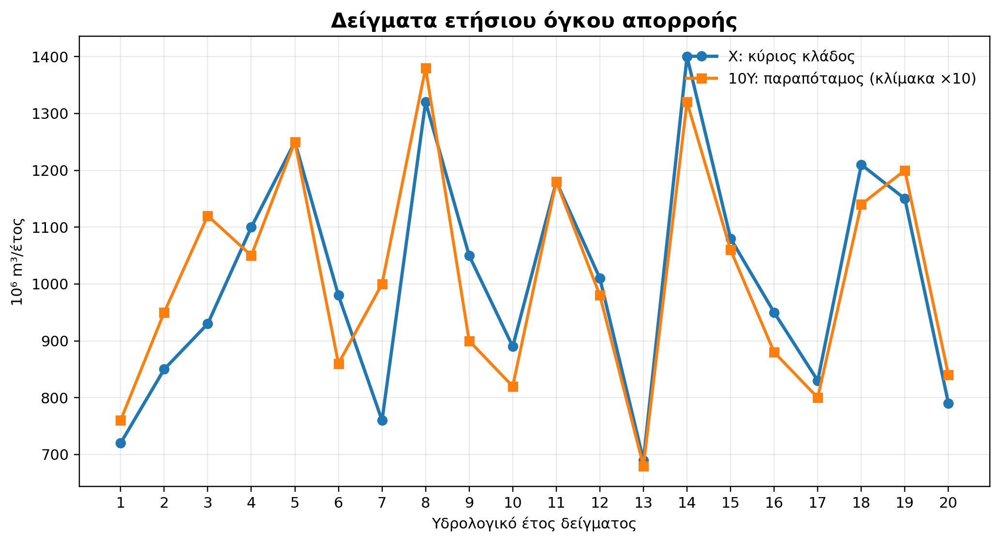 Δείγματα ετήσιου όγκου απορροής
X: κύριος κλάδος
10Y: παραπόταμος (κλίμακα ×10)
10⁶ m³/έτος
1400
1300
1200
1100
1000
900
800
700
1 2 3 4 5 6 7 8 9 10 11 12 13 14 15 16 17 18 19 20
Υδρολογικό έτος δείγματος